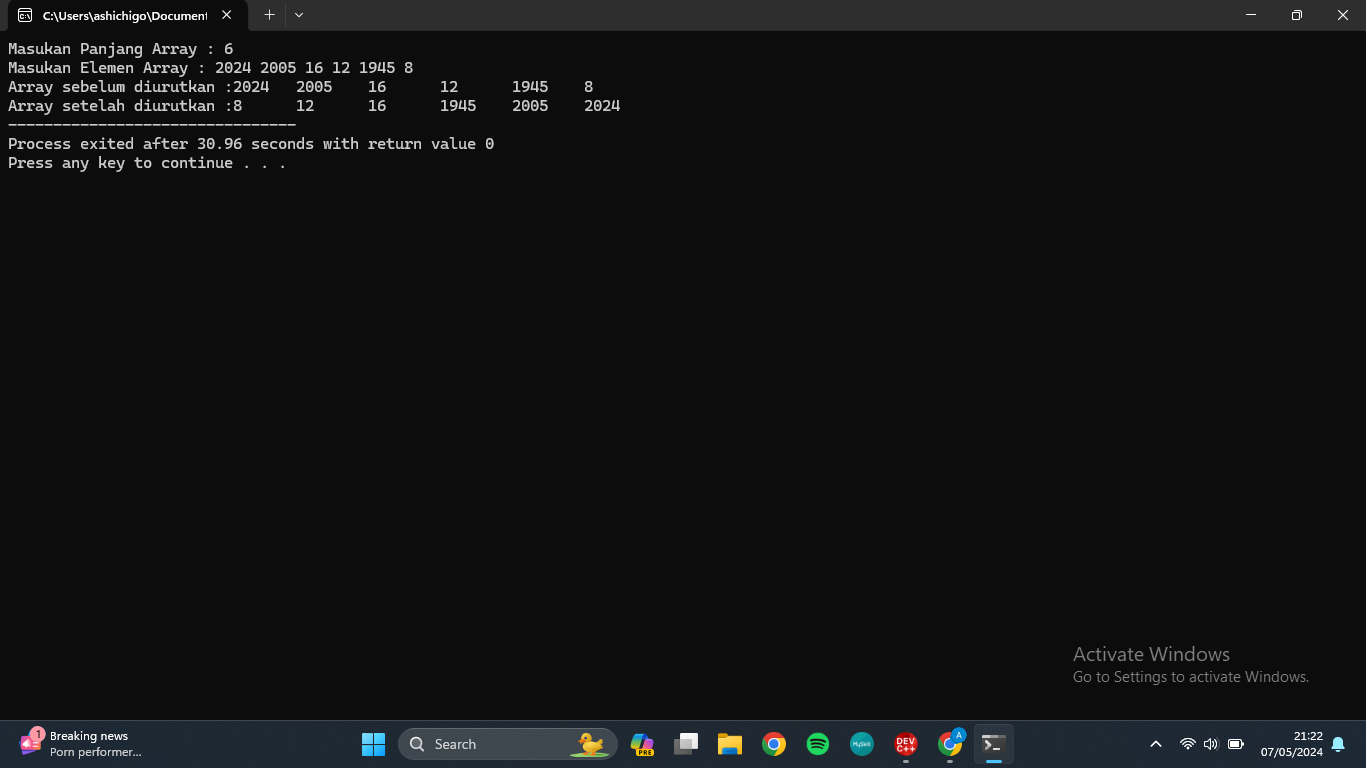 C:\Users\ashichigo\Document
Masukan Panjang Array : 6
Masukan Elemen Array : 2024 2005 16 12 1945 8
Array sebelum diurutkan :2024 2005 16 12 1945 8
Array setelah diurutkan :8 12 16 1945 2005 2024
--------------------------------
Process exited after 30.96 seconds with return value 0
Press any key to continue . . .
Activate Windows
Go to Settings to activate Windows.
1
Breaking news
Porn performer...
Search
PRE
MySkill
DEV
C++
A
21:22
07/05/2024